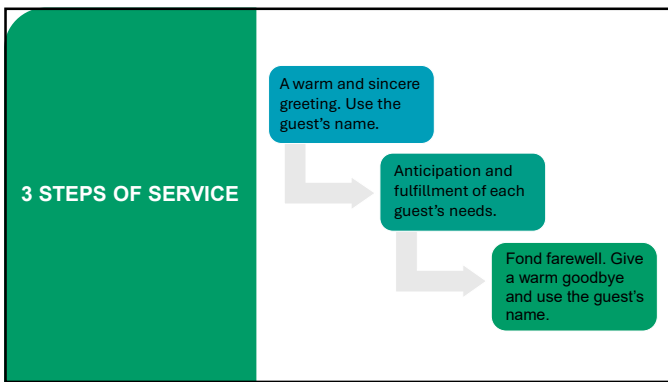 3 STEPS OF SERVICE
A warm and sincere
greeting. Use the
guest’s name.
Anticipation and
fulfillment of each
guest’s needs.
Fond farewell. Give
a warm goodbye
and use the guest’s
name.